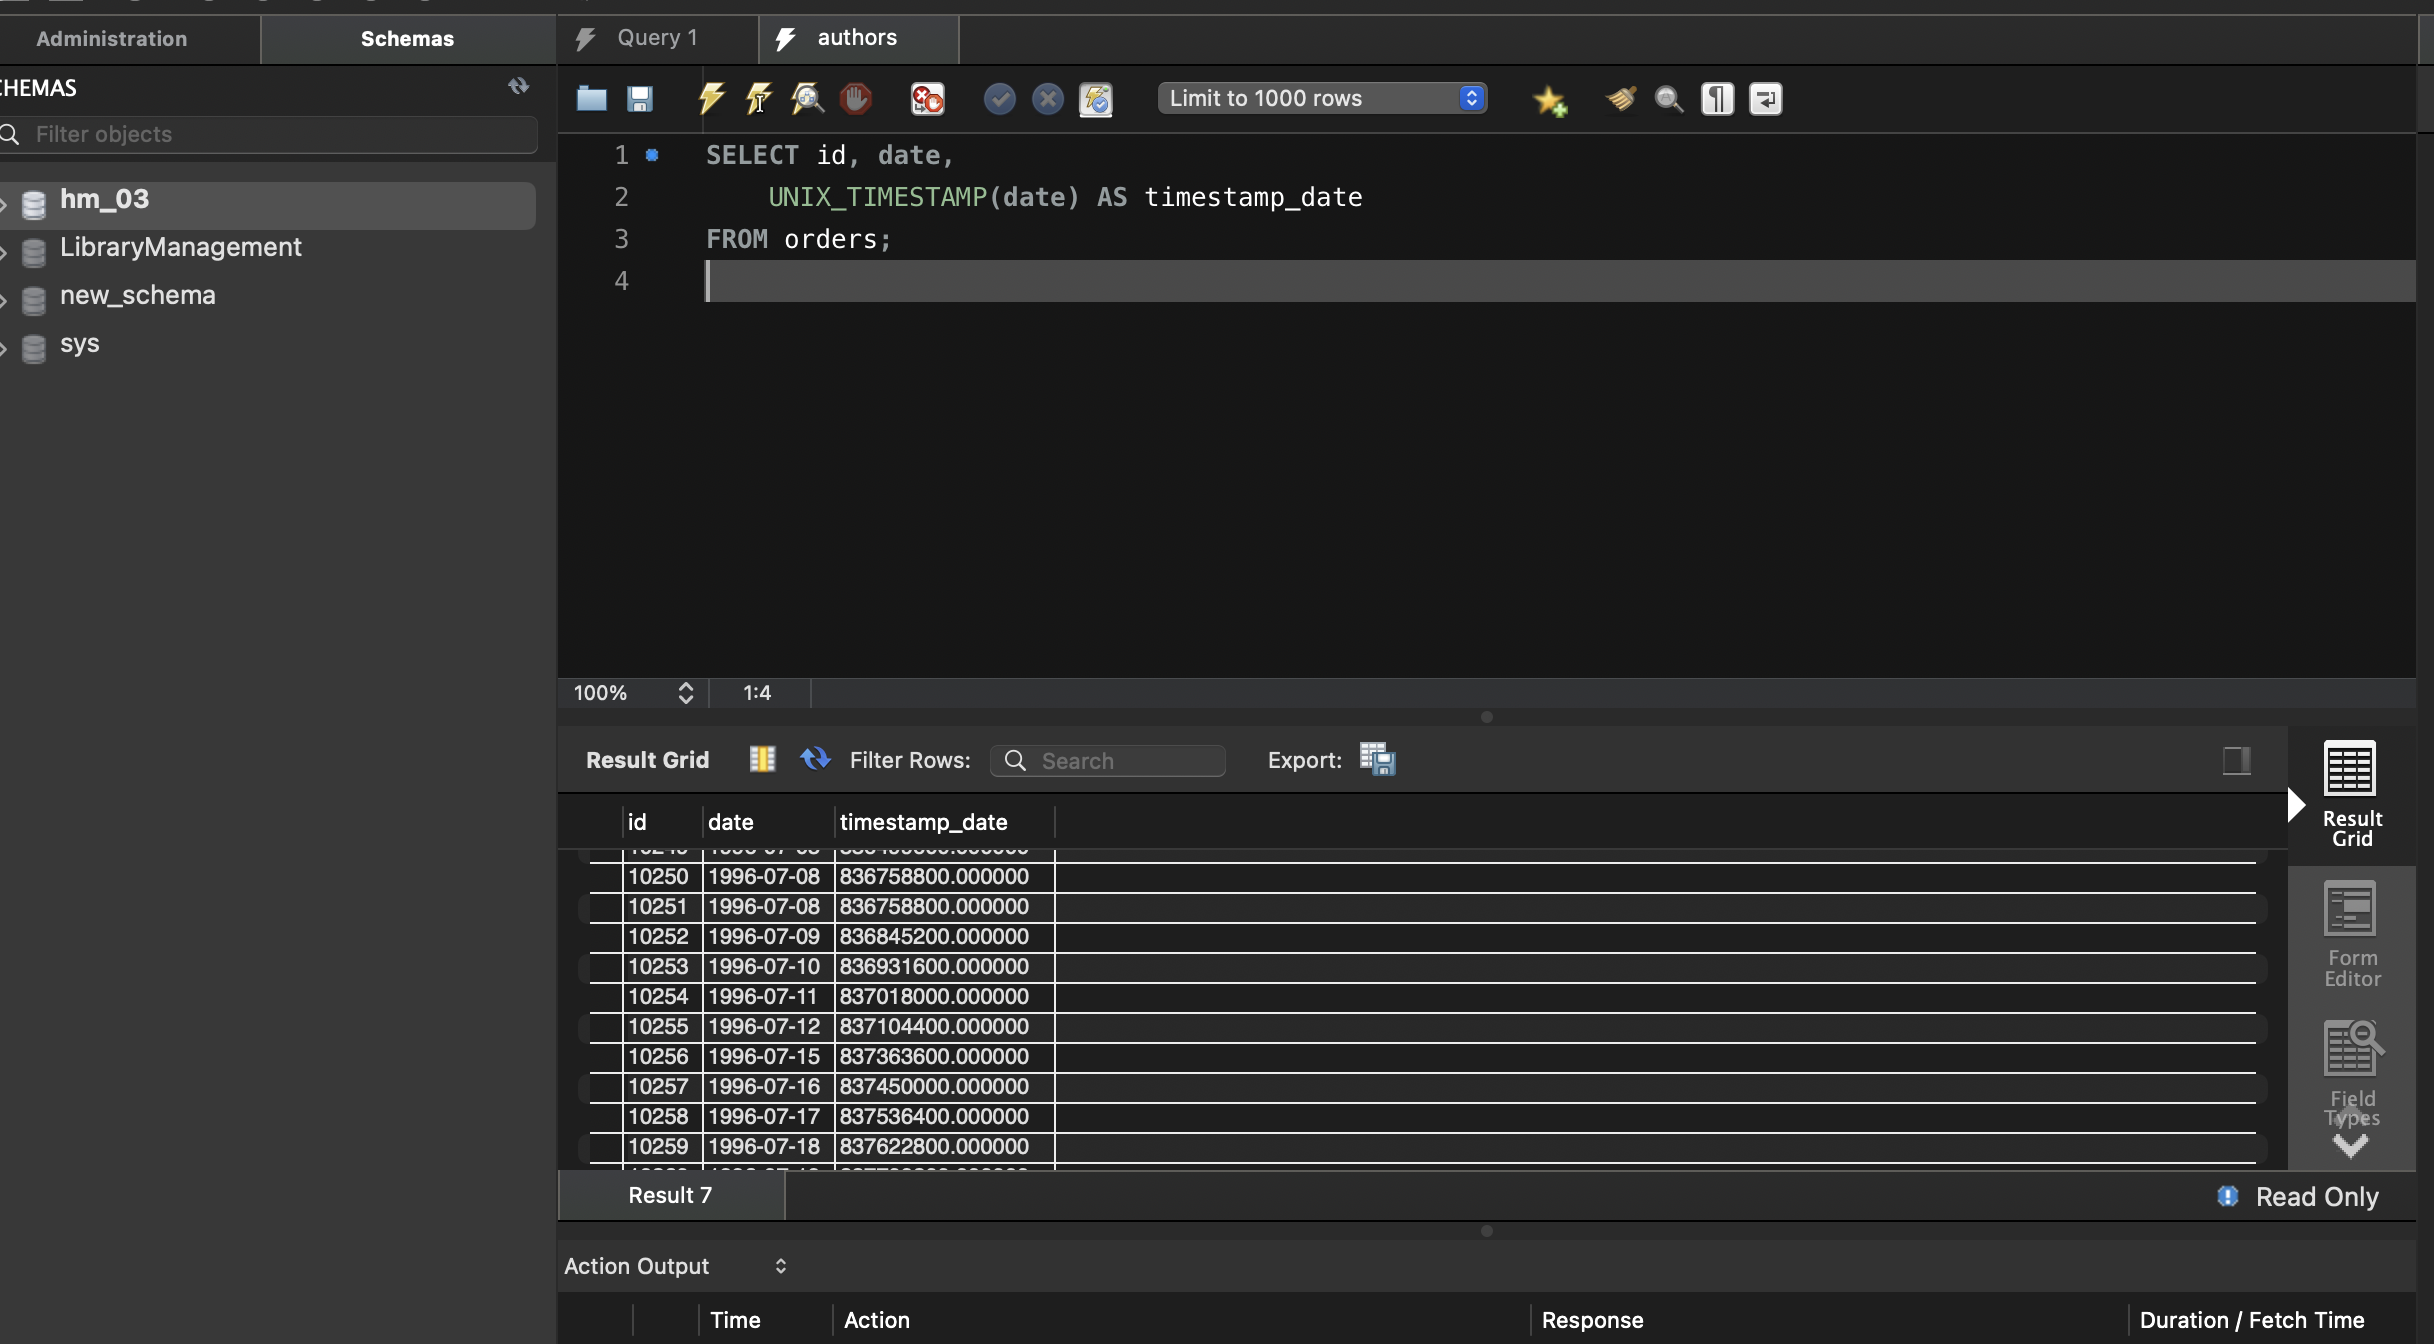 Administration
Schemas
Query 1
authors
CHEMAS
Filter objects
hm_03
LibraryManagement
new_schema
sys
Limit to 1000 rows
1 SELECT id, date,
2 UNIX_TIMESTAMP(date) AS timestamp_date
3 FROM orders;
4
100%
1:4
Result Grid
Filter Rows:
Search
Export:
id date timestamp_date
10250 1996-07-08 836758800.000000
10251 1996-07-08 836758800.000000
10252 1996-07-09 836845200.000000
10253 1996-07-10 836931600.000000
10254 1996-07-11 837018000.000000
10255 1996-07-12 837104400.000000
10256 1996-07-15 837363600.000000
10257 1996-07-16 837450000.000000
10258 1996-07-17 837536400.000000
10259 1996-07-18 837622800.000000
Result
Grid
Form
Editor
Field
Types
Result 7
Read Only
Action Output
Time Action Response Duration / Fetch Time